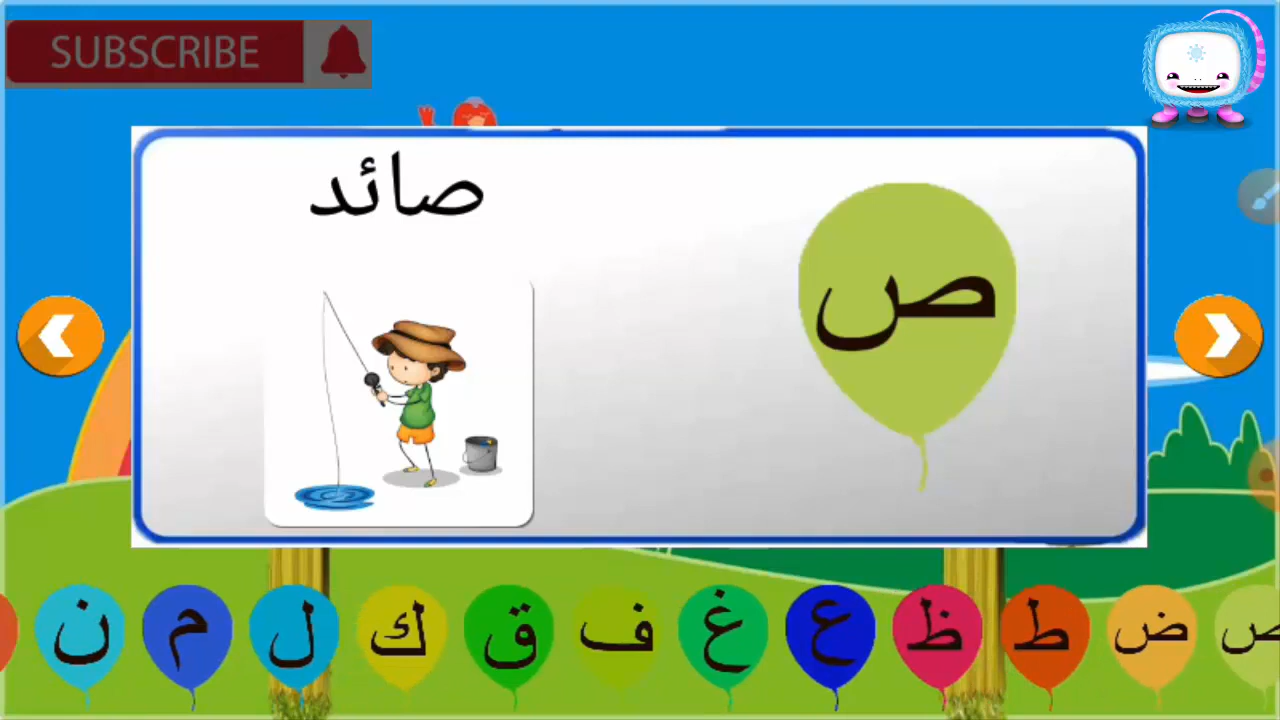 SUBSCRIBE
صائد
ص
ص ض ط ظ ع غ ف ق ك ل م ن